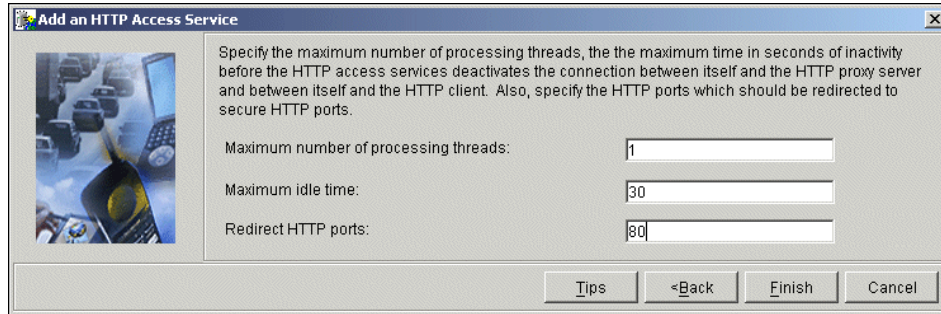 Add an HTTP Access Service
Specify the maximum number of processing threads, the the maximum time in seconds of inactivity
before the HTTP access services deactivates the connection between itself and the HTTP proxy server
and between itself and the HTTP client. Also, specify the HTTP ports which should be redirected to
secure HTTP ports.
Maximum number of processing threads: 1
Maximum idle time: 30
Redirect HTTP ports: 80
Tips <Back Finish Cancel